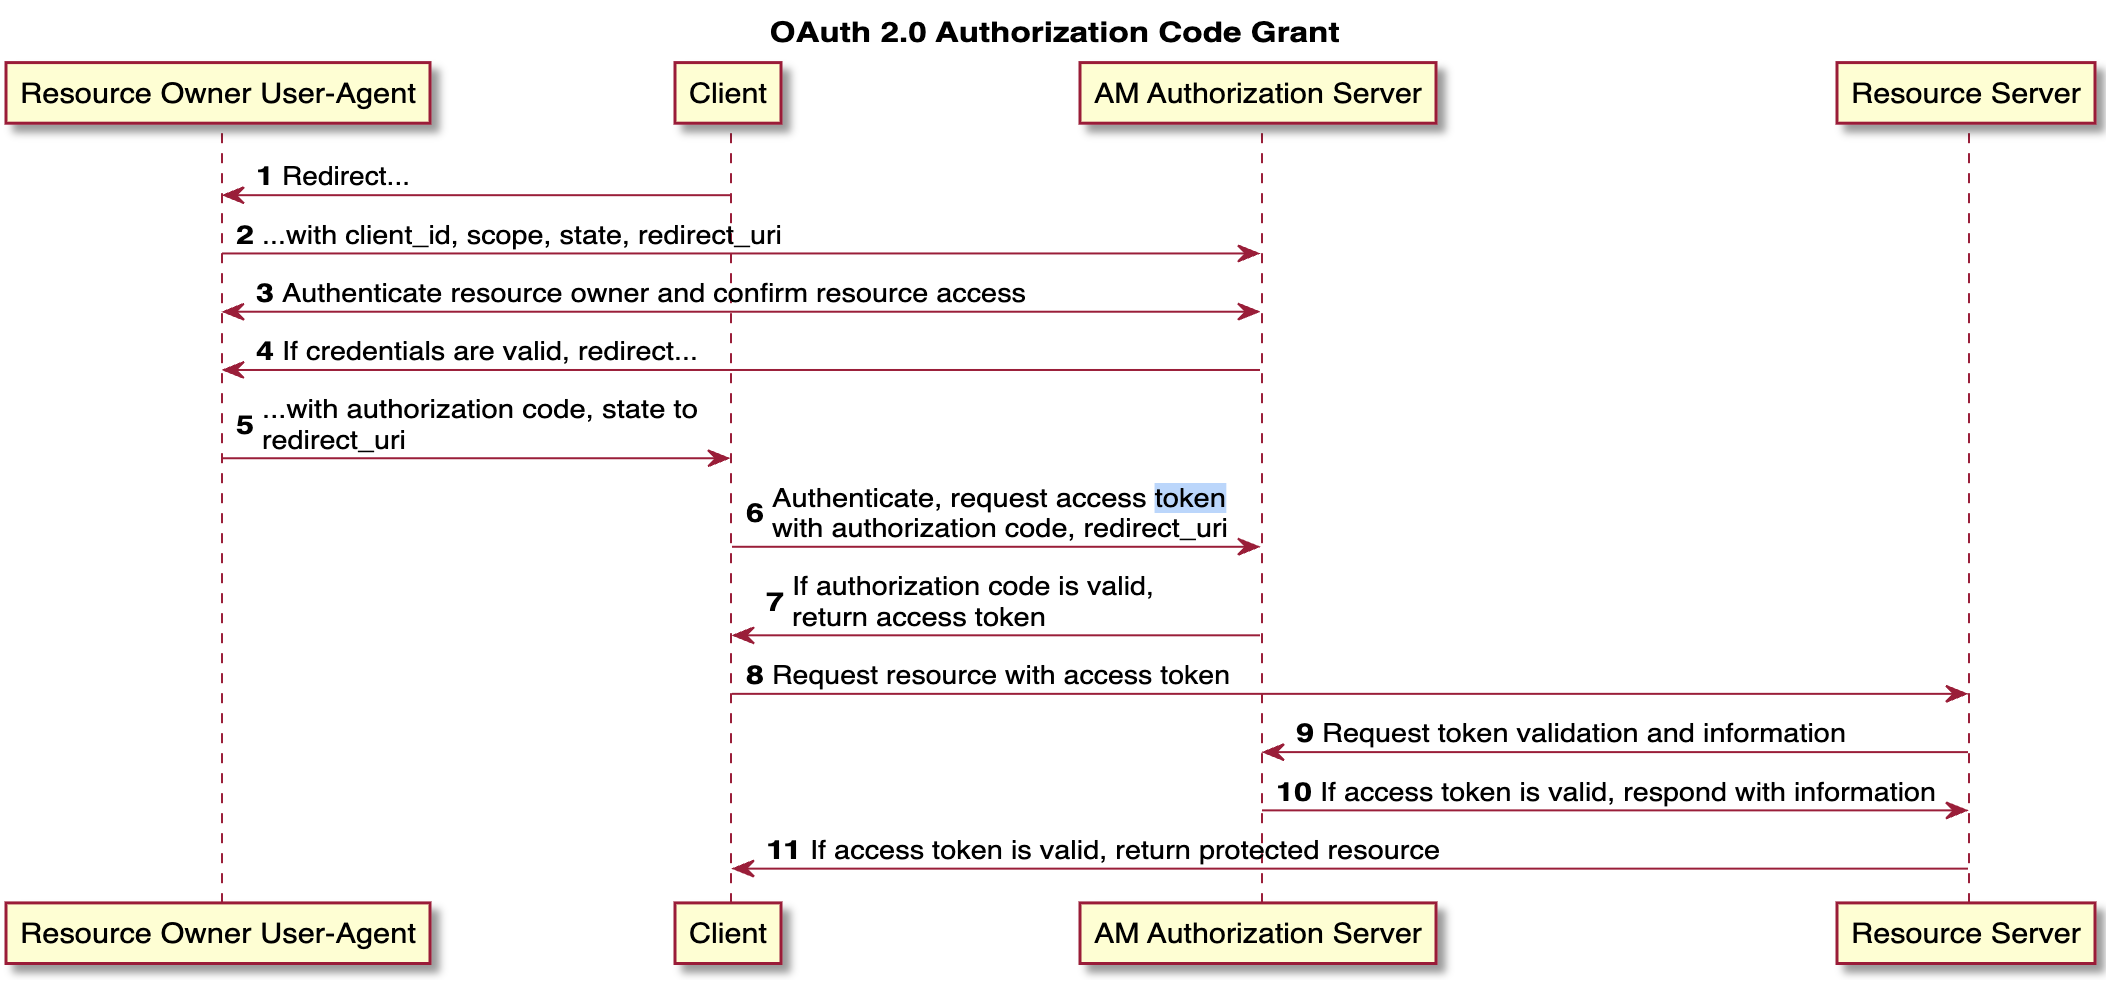 OAuth 2.0 Authorization Code Grant
Resource Owner User-Agent
Client
AM Authorization Server
Resource Server
1 Redirect...
2 ...with client_id, scope, state, redirect_uri
3 Authenticate resource owner and confirm resource access
4 If credentials are valid, redirect...
5 ...with authorization code, state to
redirect_uri
6 Authenticate, request access token
with authorization code, redirect_uri
7 If authorization code is valid,
return access token
8 Request resource with access token
9 Request token validation and information
10 If access token is valid, respond with information
11 If access token is valid, return protected resource
Resource Owner User-Agent
Client
AM Authorization Server
Resource Server